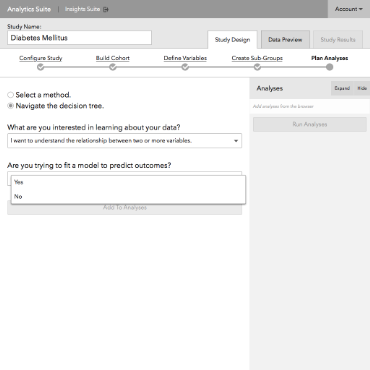 Analytics Suite | Insights Suite Account
Study Name:
Diabetes Mellitus
Study Design Data Preview Study Results
Configure Study Build Cohort Define Variables Create Sub-Groups Plan Analyses
Select a method.
Navigate the decision tree.
Analyses Expand Hide
Add analyses from the browser
Run Analyses
What are you interested in learning about your data?
I want to understand the relationship between two or more variables.
Are you trying to fit a model to predict outcomes?
Yes
No
Add To Analyses